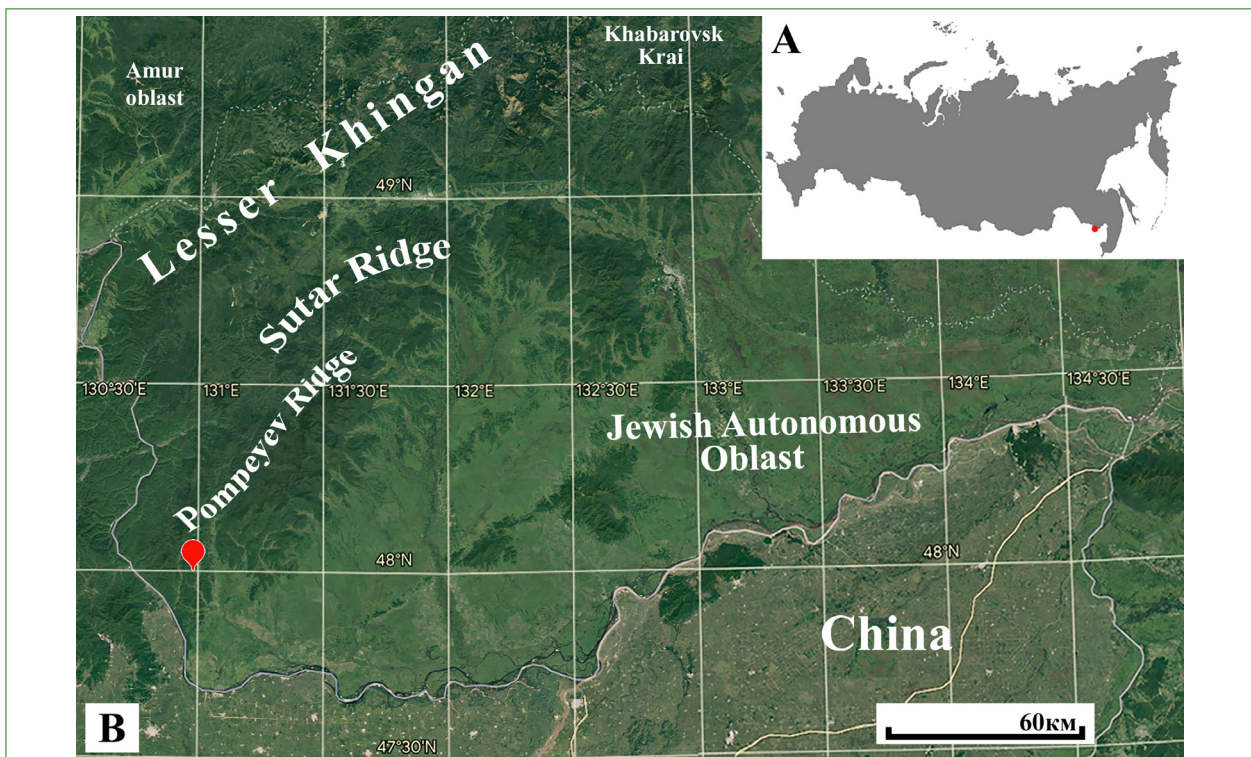 Amur
oblast
Khabarovsk
Krai
A
Lesser Khingan
49°N
Sutar Ridge
130°30'E
131°E
131°30'E
132°E
132°30'E
133°E
133°30'E
134°E
134°30'E
Pompeyev Ridge
Jewish Autonomous
Oblast
48°N
48°N
China
B
47°30'N
60км